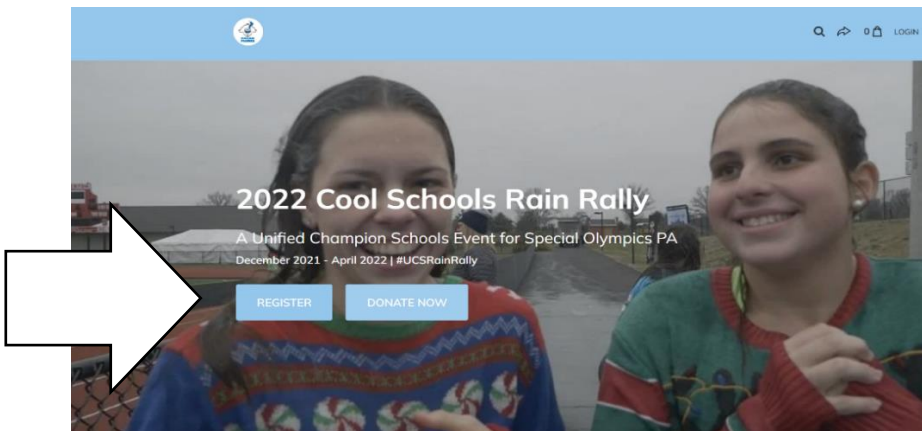 0 LOGIN
2022 Cool Schools Rain Rally
A Unified Champion Schools Event for Special Olympics PA
December 2021 - April 2022 | #UCSRainRally
REGISTER DONATE NOW